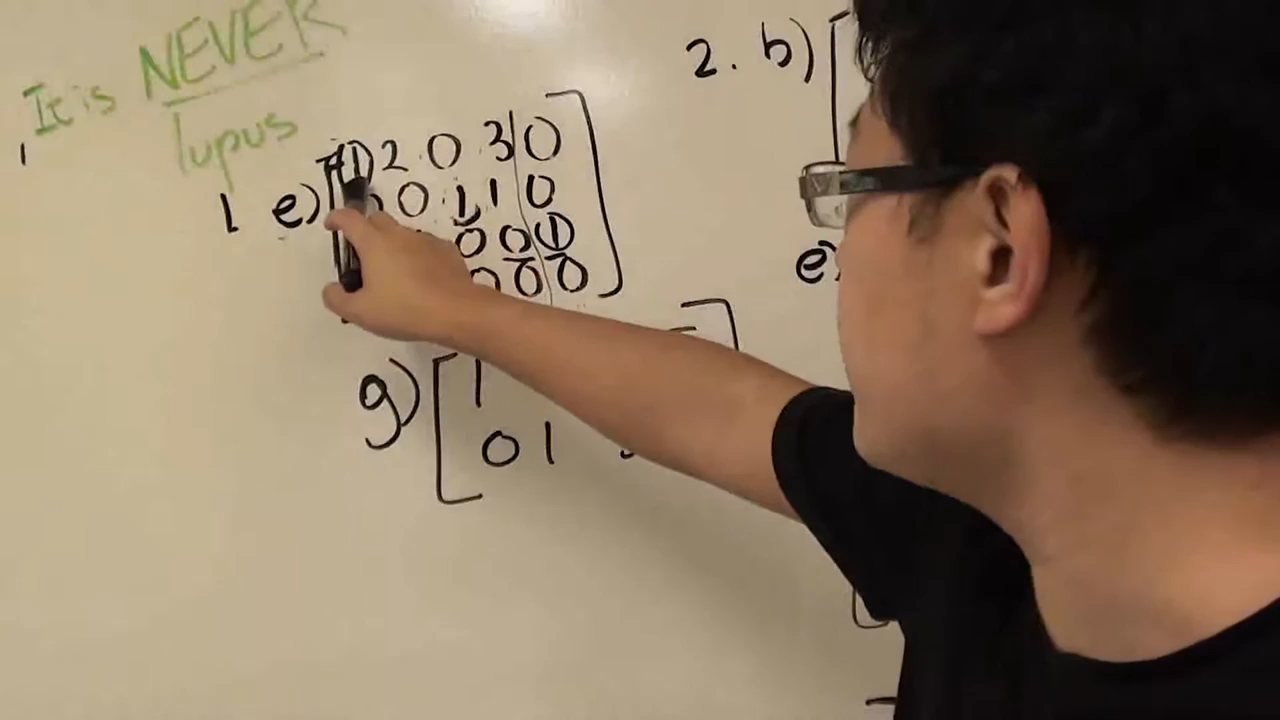 It is NEVER
lupus
1 e) 1 2 0 3 0
0 1 1 0
0 0 1
0 0 0
g) 1
0 1
2. b)
e)